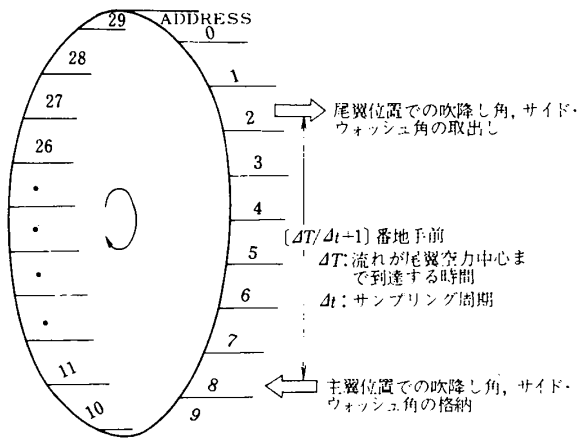 ADDRESS
29
0
28
1
27
2
26
3
4
5
6
7
11
8
10
9
尾翼位置での吹降し角, サイド・
ウォッシュ角の取出し
〔ΔT/Δt+1〕番地手前
ΔT: 流れが尾翼空力中心ま
で到達する時間
Δt: サンプリング周期
主翼位置での吹降し角, サイド・
ウォッシュ角の格納